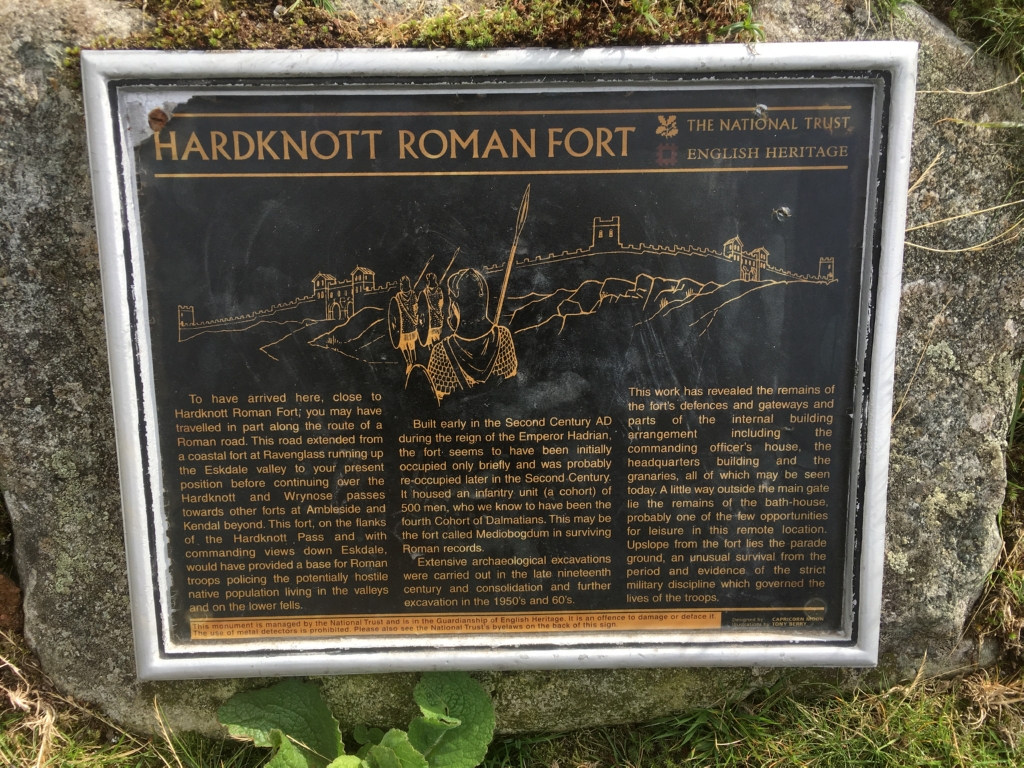 HARDKNOTT ROMAN FORT
THE NATIONAL TRUST
ENGLISH HERITAGE
To have arrived here, close to
Hardknott Roman Fort, you may have
travelled in part along the route of a
Roman road. This road extended from
a coastal fort at Ravenglass running up
the Eskdale valley to your present
position before continuing over the
Hardknott and Wrynose passes
towards other forts at Ambleside and
Kendal beyond. This fort, on the flanks
of the Hardknott Pass and with
commanding views down Eskdale,
would have provided a base for Roman
troops policing the potentially hostile
native population living in the valleys
and on the lower fells.
Built early in the Second Century AD
during the reign of the Emperor Hadrian,
the fort seems to have been initially
occupied only briefly and was probably
re-occupied later in the Second Century.
It housed an infantry unit (a cohort) of
500 men, who we know to have been the
fourth Cohort of Dalmatians. This may be
the fort called Mediobogdum in surviving
Roman records.
Extensive archaeological excavations
were carried out in the late nineteenth
century and consolidation and further
excavation in the 1950's and 60's.
This work has revealed the remains of
the fort's defences and gateways and
parts of the internal building
arrangement including the
commanding officer's house, the
headquarters building and the
granaries, all of which may be seen
today. A little way outside the main gate
lie the remains of the bath-house,
probably one of the few opportunities
for leisure in this remote location.
Upslope from the fort lies the parade
ground, an unusual survival from the
period and evidence of the strict
military discipline which governed the
lives of the troops.
This monument is managed by the National Trust and is in the Guardianship of English Heritage. It is an offence to damage or deface it.
The use of metal detectors is prohibited. Please also see the National Trust's byelaws on the back of this sign.
designed by CAPRICORN DESIGN
illustrations by TONY BERRY